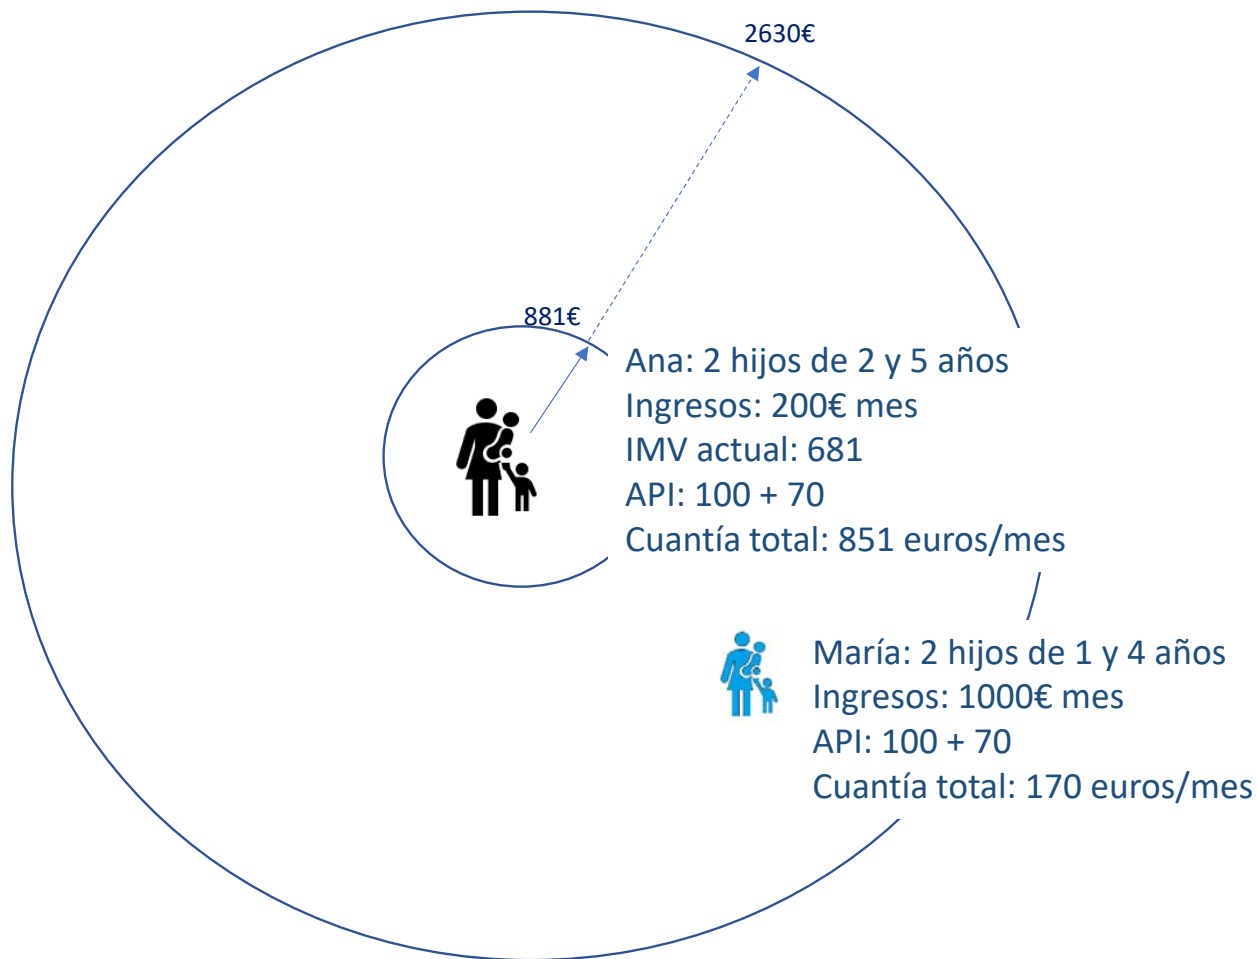 2630€
881€
Ana: 2 hijos de 2 y 5 años
Ingresos: 200€ mes
IMV actual: 681
API: 100 + 70
Cuantía total: 851 euros/mes
María: 2 hijos de 1 y 4 años
Ingresos: 1000€ mes
API: 100 + 70
Cuantía total: 170 euros/mes